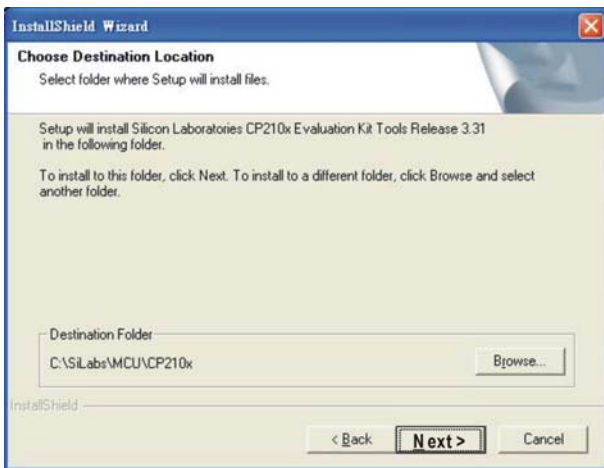 InstallShield Wizard
Choose Destination Location
Select folder where Setup will install files.
Setup will install Silicon Laboratories CP210x Evaluation Kit Tools Release 3.31
in the following folder.
To install to this folder, click Next. To install to a different folder, click Browse and select
another folder.
Destination Folder
C:\SiLabs\MCU\CP210x
Browse...
InstallShield
< Back
Next >
Cancel